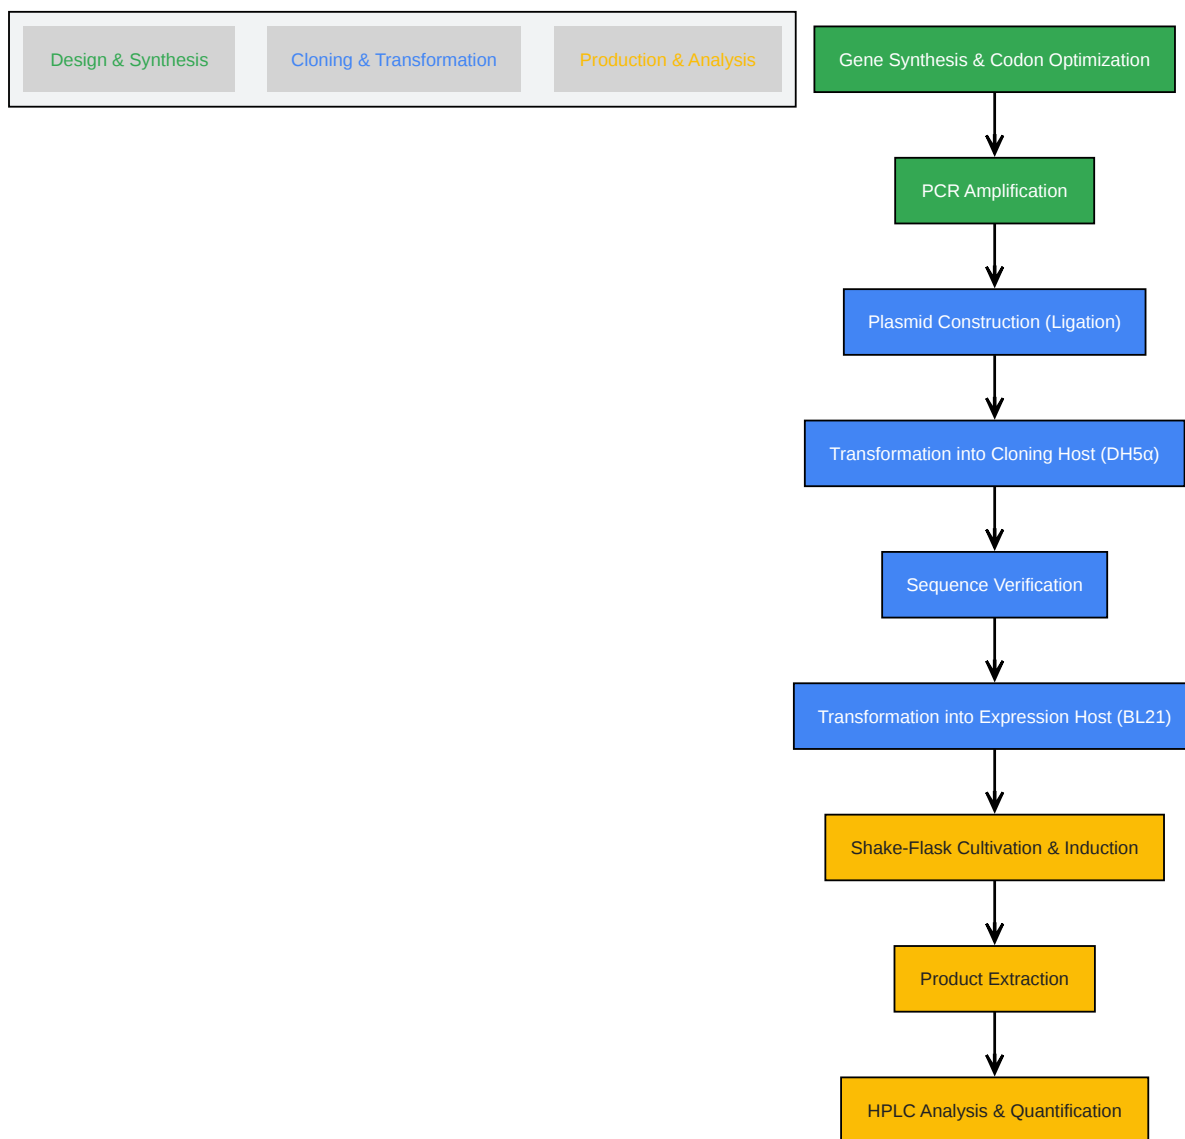 Design & Synthesis
Cloning & Transformation
Production & Analysis
Gene Synthesis & Codon Optimization
PCR Amplification
Plasmid Construction (Ligation)
Transformation into Cloning Host (DH5α)
Sequence Verification
Transformation into Expression Host (BL21)
Shake-Flask Cultivation & Induction
Product Extraction
HPLC Analysis & Quantification